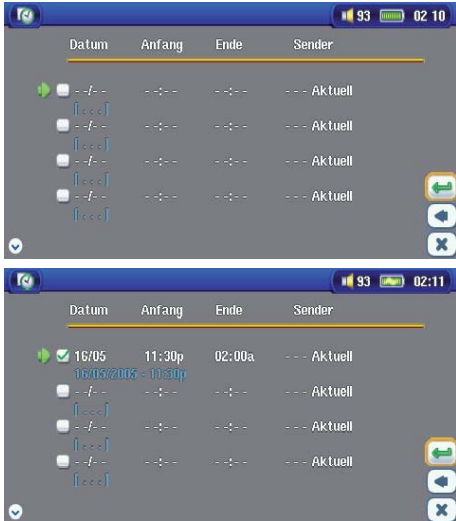 93 02 10
Datum Anfang Ende Sender
--/-- --:-- --:-- --- Aktuell
[...]
--/-- --:-- --:-- --- Aktuell
[...]
--/-- --:-- --:-- --- Aktuell
[...]
--/-- --:-- --:-- --- Aktuell
[...]
93 02:11
Datum Anfang Ende Sender
16/05 11:30p 02:00a --- Aktuell
16/05/2005 - 11:30p
--/-- --:-- --:-- --- Aktuell
[...]
--/-- --:-- --:-- --- Aktuell
[...]
--/-- --:-- --:-- --- Aktuell
[...]